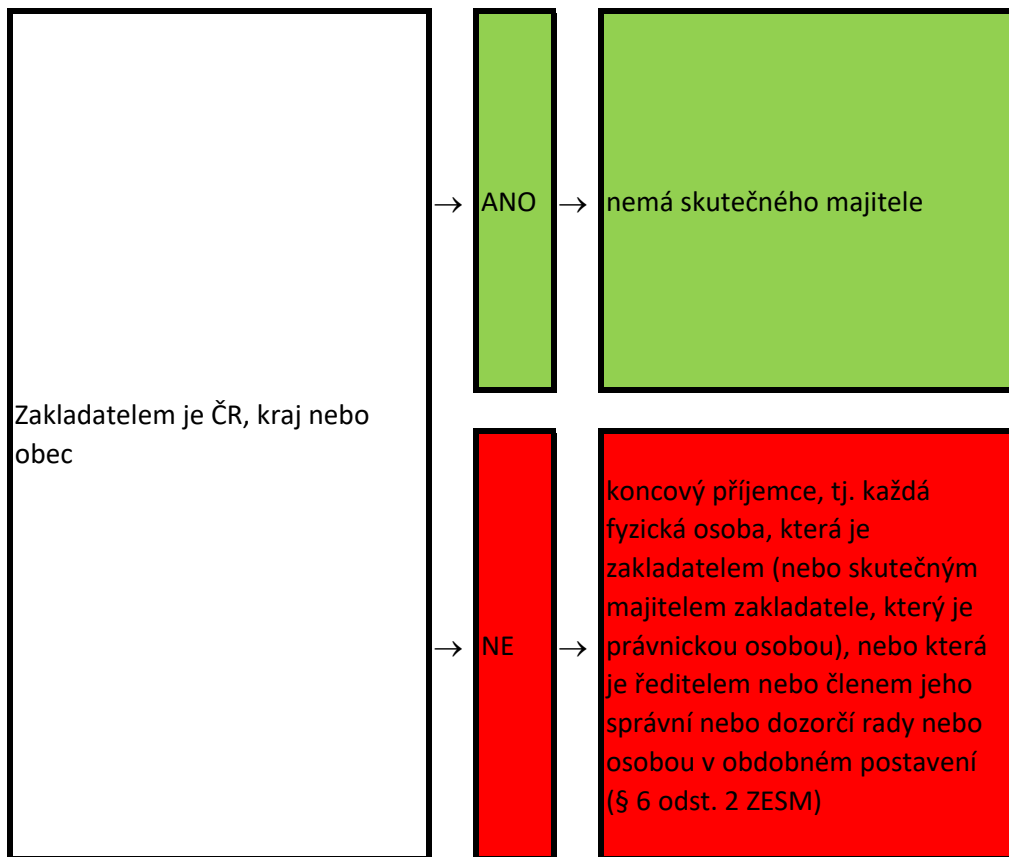 → ANO → nemá skutečného majitele
Zakladatelem je ČR, kraj nebo
obec
→ NE →
koncový příjemce, tj. každá
fyzická osoba, která je
zakladatelem (nebo skutečným
majitelem zakladatele, který je
právnickou osobou), nebo která
je ředitelem nebo členem jeho
správní nebo dozorčí rady nebo
osobou v obdobném postavení
(§ 6 odst. 2 ZESM)